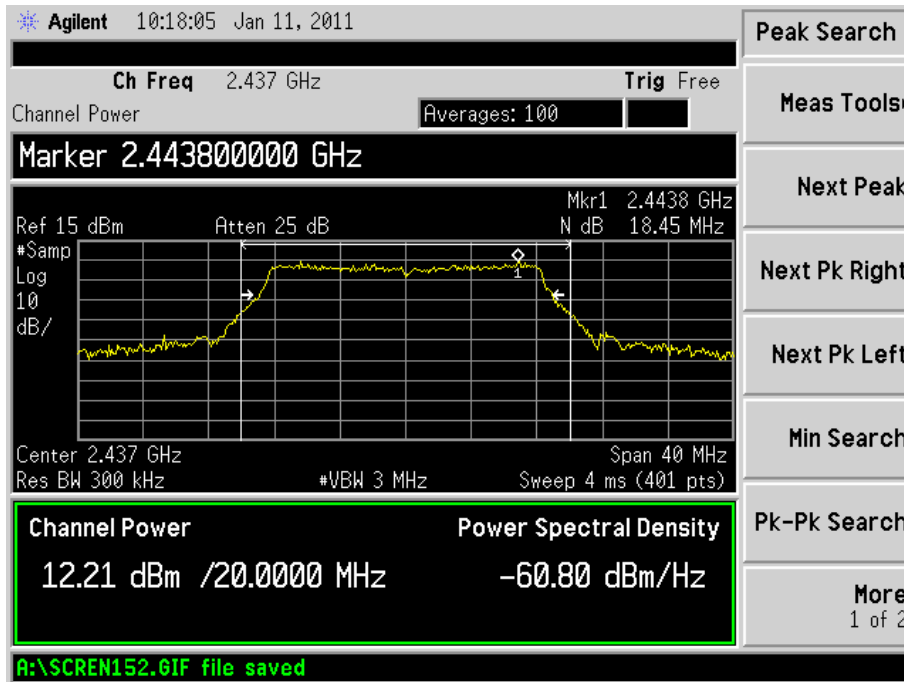 Agilent 10:18:05 Jan 11, 2011
Ch Freq 2.437 GHz Trig Free
Channel Power Averages: 100
Marker 2.443800000 GHz
Mkr1 2.4438 GHz
Ref 15 dBm Atten 25 dB N dB 18.45 MHz
#Samp
Log
10
dB/
1
Center 2.437 GHz Span 40 MHz
Res BW 300 kHz #VBW 3 MHz Sweep 4 ms (401 pts)
Channel Power Power Spectral Density
12.21 dBm /20.0000 MHz -60.80 dBm/Hz
A:\SCREN152.GIF file saved
Peak Search
Meas Tools
Next Peak
Next Pk Right
Next Pk Left
Min Search
Pk-Pk Search
More
1 of 2